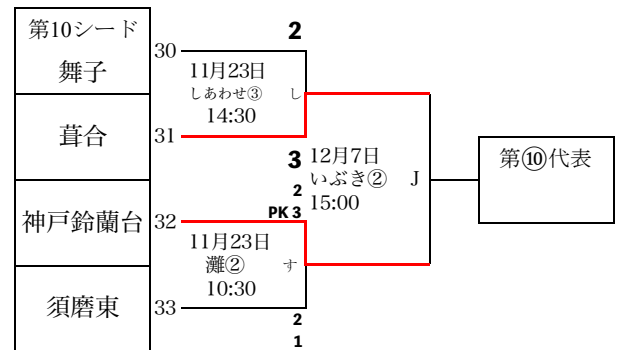 第10シード
舞子
30
2
11月23日
しあわせ③ し
14:30
葺合
31
3
12月7日
いぶき② J
15:00
第⑩代表
神戸鈴蘭台
32
2
PK 3
11月23日
灘② す
10:30
須磨東
33
2
1